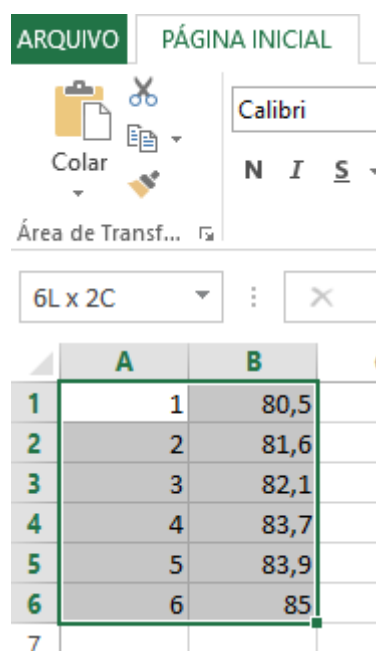 ARQUIVO PÁGINA INICIAL
Colar
Calibri
N I S
Área de Transf...
6L x 2C
A B
1 1 80,5
2 2 81,6
3 3 82,1
4 4 83,7
5 5 83,9
6 6 85
7